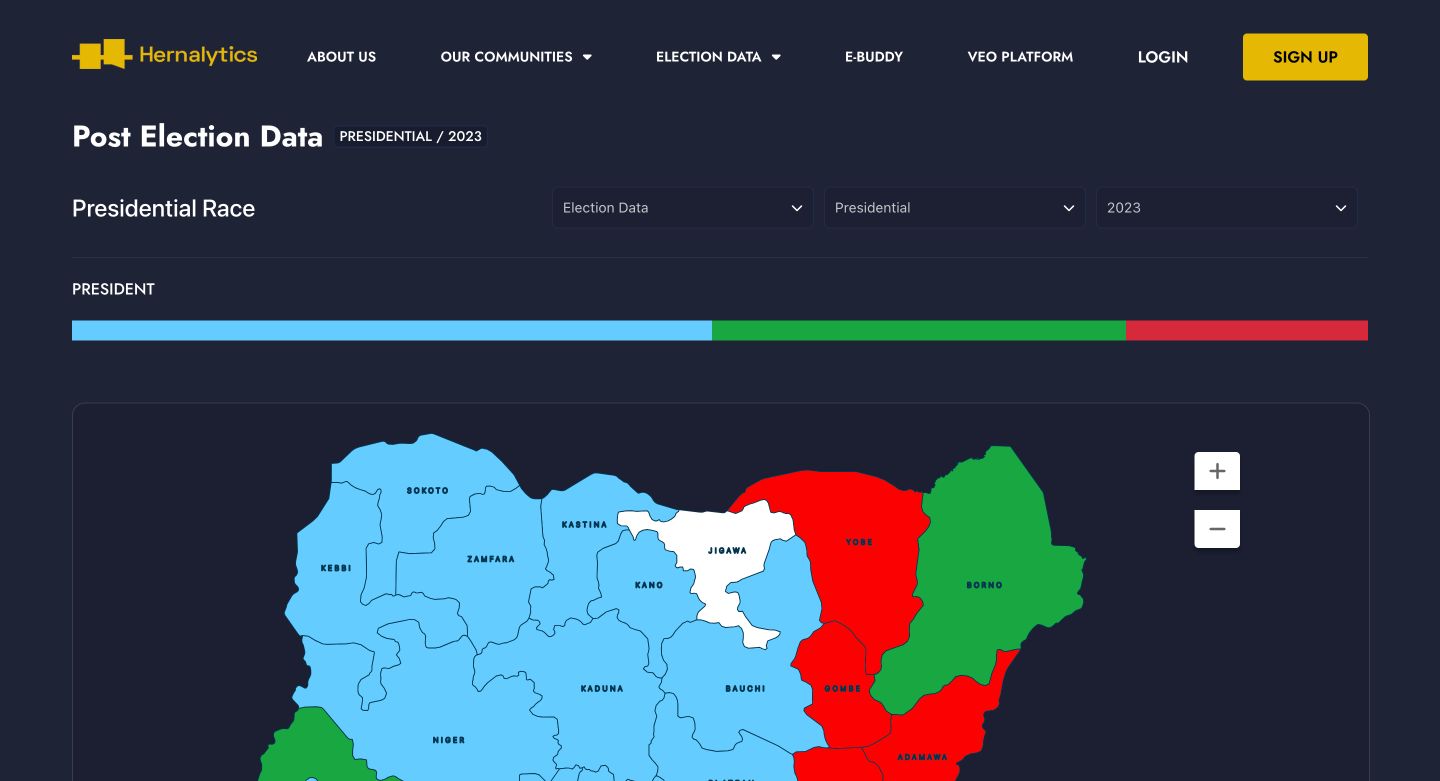 Hernalytics
ABOUT US
OUR COMMUNITIES
ELECTION DATA
E-BUDDY
VEO PLATFORM
LOGIN
SIGN UP
Post Election Data
PRESIDENTIAL / 2023
Presidential Race
Election Data
Presidential
2023
PRESIDENT
SOKOTO
KASTINA
JIGAWA
YOBE
ZAMFARA
KEBBI
KANO
BORNO
KADUNA
BAUCHI
GOMBE
NIGER
ADAMAWA